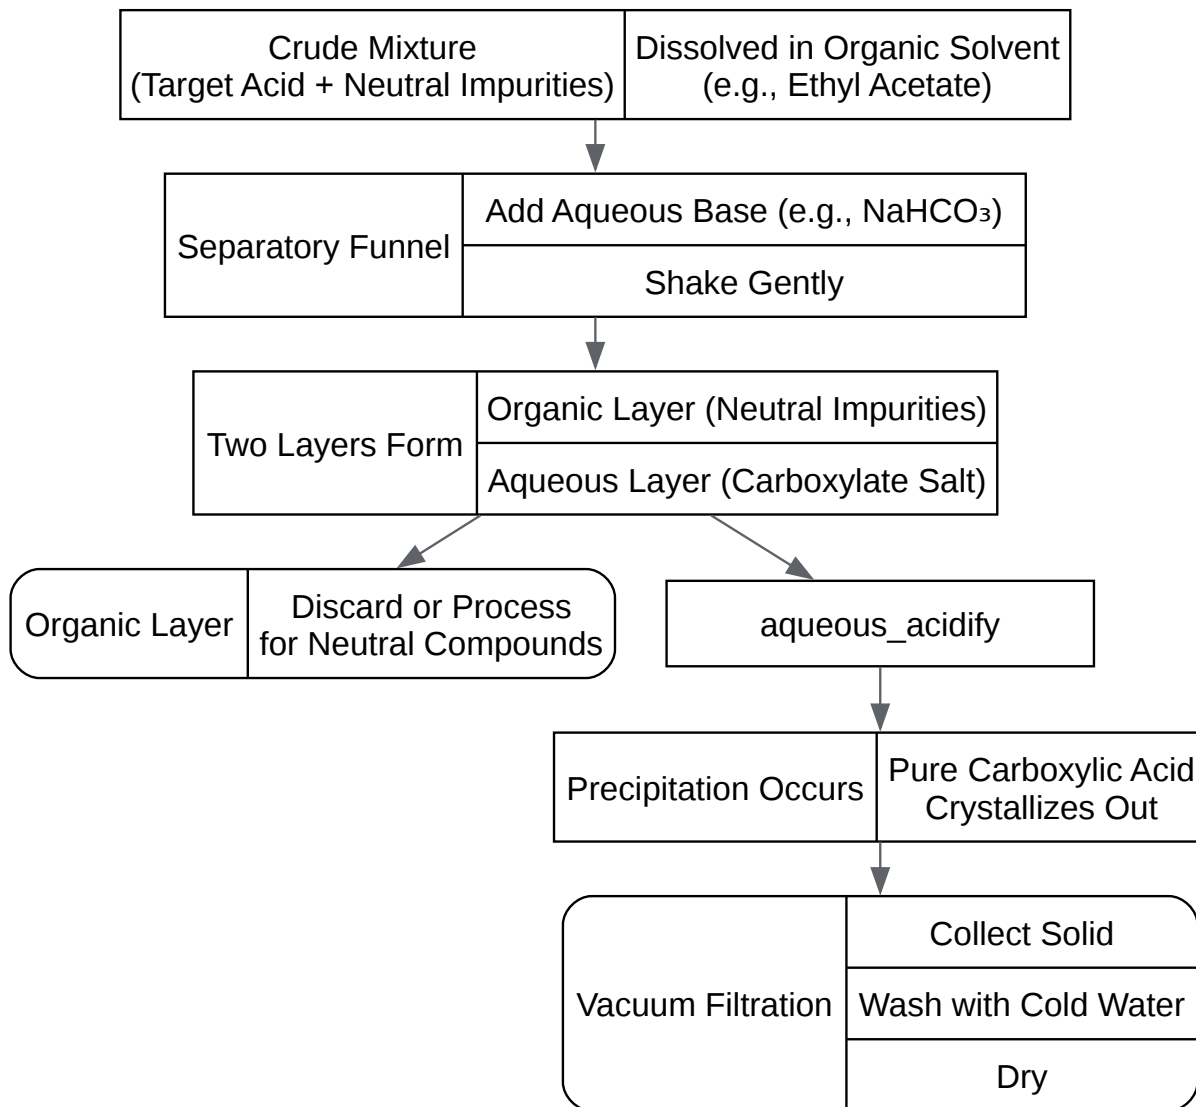 Crude Mixture
(Target Acid + Neutral Impurities)
Dissolved in Organic Solvent
(e.g., Ethyl Acetate)
Separatory Funnel
Add Aqueous Base (e.g., NaHCO₃)
Shake Gently
Two Layers Form
Organic Layer (Neutral Impurities)
Aqueous Layer (Carboxylate Salt)
Organic Layer
Discard or Process
for Neutral Compounds
aqueous_acidify
Precipitation Occurs
Pure Carboxylic Acid
Crystallizes Out
Vacuum Filtration
Collect Solid
Wash with Cold Water
Dry